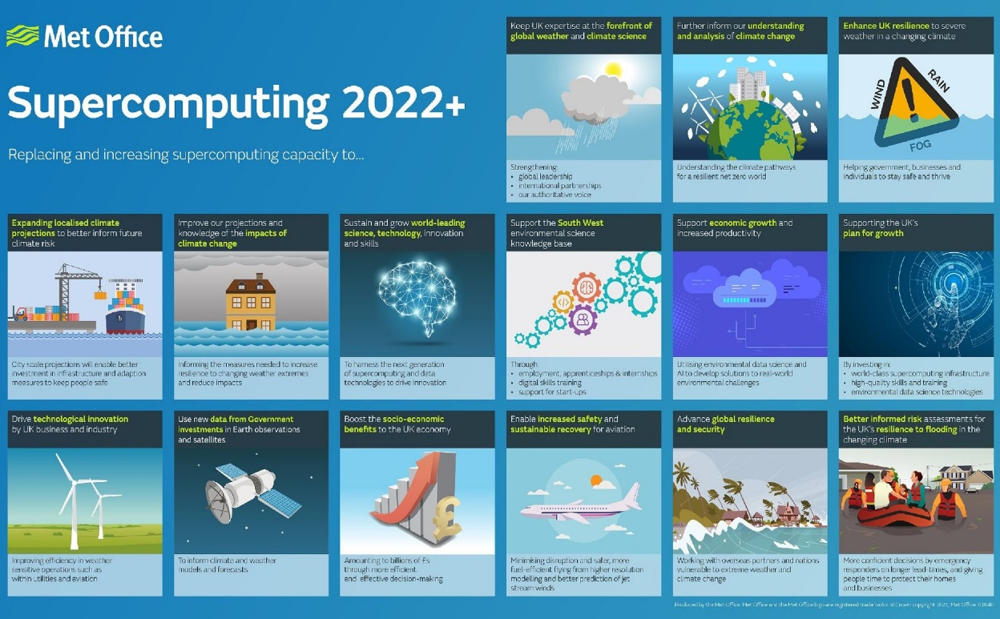 Met Office
Supercomputing 2022+
Replacing and increasing supercomputing capacity to...
Keep UK expertise at the forefront of
global weather and climate science
Strengthening:
• global leadership
• international partnerships
• our authoritative voice
Further inform our understanding
and analysis of climate change
Understanding the climate pathways
for a resilient net zero world
Enhance UK resilience to severe
weather in a changing climate
WIND
RAIN
FOG
Helping government, businesses and
individuals to stay safe and thrive
Expanding localised climate
projections to better inform future
climate risk
City scale projections will enable better
investment in infrastructure and adaption
measures to keep people safe
Improve our projections and
knowledge of the impacts of
climate change
Informing the measures needed to increase
resilience to changing weather extremes
and reduce impacts
Sustain and grow world-leading
science, technology, innovation
and skills
To harness the next generation
of supercomputing and data
technologies to drive innovation
Support the South West
environmental science
knowledge base
Through:
• employment, apprenticeships & internships
• digital skills training
• support for start-ups
Support economic growth and
increased productivity
Utilising environmental data science and
AI to develop solutions to real-world
environmental challenges
Supporting the UK's
plan for growth
By investing in:
• world-class supercomputing infrastructure
• high-quality skills and training
• environmental data science technologies
Drive technological innovation
by UK business and industry
Improving efficiency in weather
sensitive operations such as
within utilities and aviation
Use new data from Government
investments in Earth observations
and satellites
To inform climate and weather
models and forecasts
Boost the socio-economic
benefits to the UK economy
£
Amounting to billions of £s
through more efficient
and effective decision-making
Enable increased safety and
sustainable recovery for aviation
Minimising disruption and safer, more
fuel-efficient flying from higher resolution
modelling and better prediction of jet
stream winds
Advance global resilience
and security
Working with overseas partners and nations
vulnerable to extreme weather and
climate change
Better informed risk assessments for
the UK's resilience to flooding in the
changing climate
More confident decisions by emergency
responders on longer lead-times, and giving
people time to protect their homes
and businesses
Produced by the Met Office. Met Office and the Met Office logo are registered trademarks. © Crown copyright 2021, Met Office